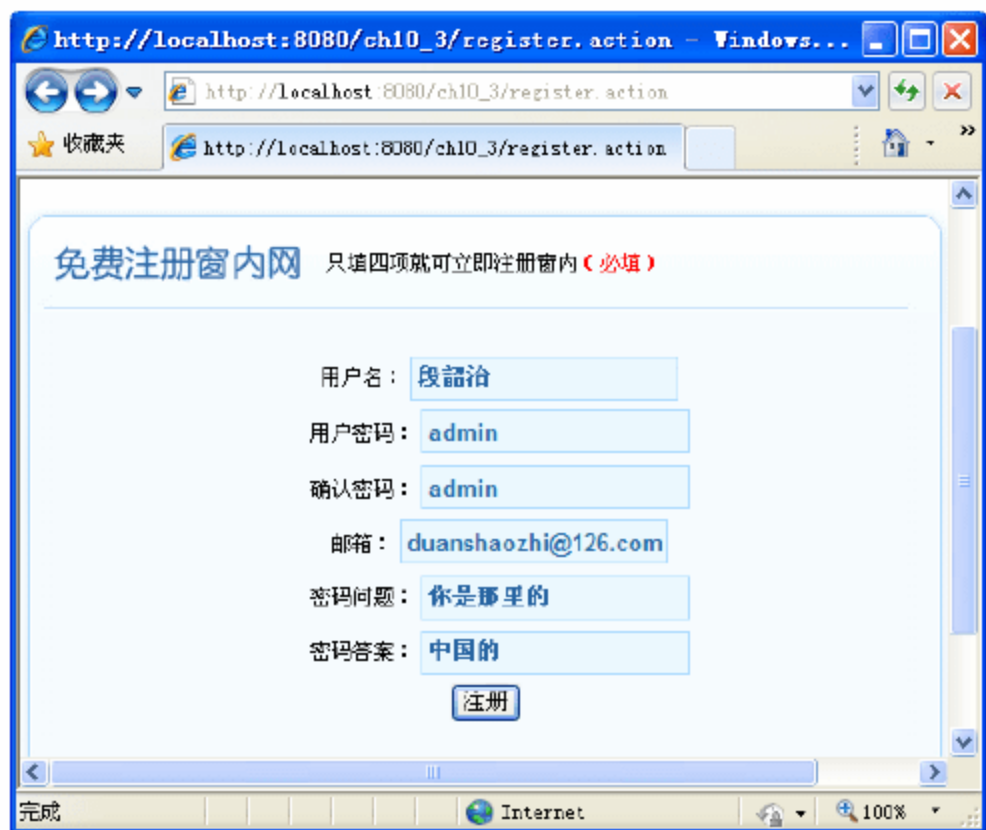 http://localhost:8080/ch10_3/register.action - Windows...
http://localhost:8080/ch10_3/register.action
收藏夹 http://localhost:8080/ch10_3/register.action
免费注册窗内网 只填四项就可立即注册窗内(必填)
用户名： 段韶治
用户密码： admin
确认密码： admin
邮箱： duanshaozhi@126.com
密码问题： 你是那里的
密码答案： 中国的
注册
完成 Internet 100%